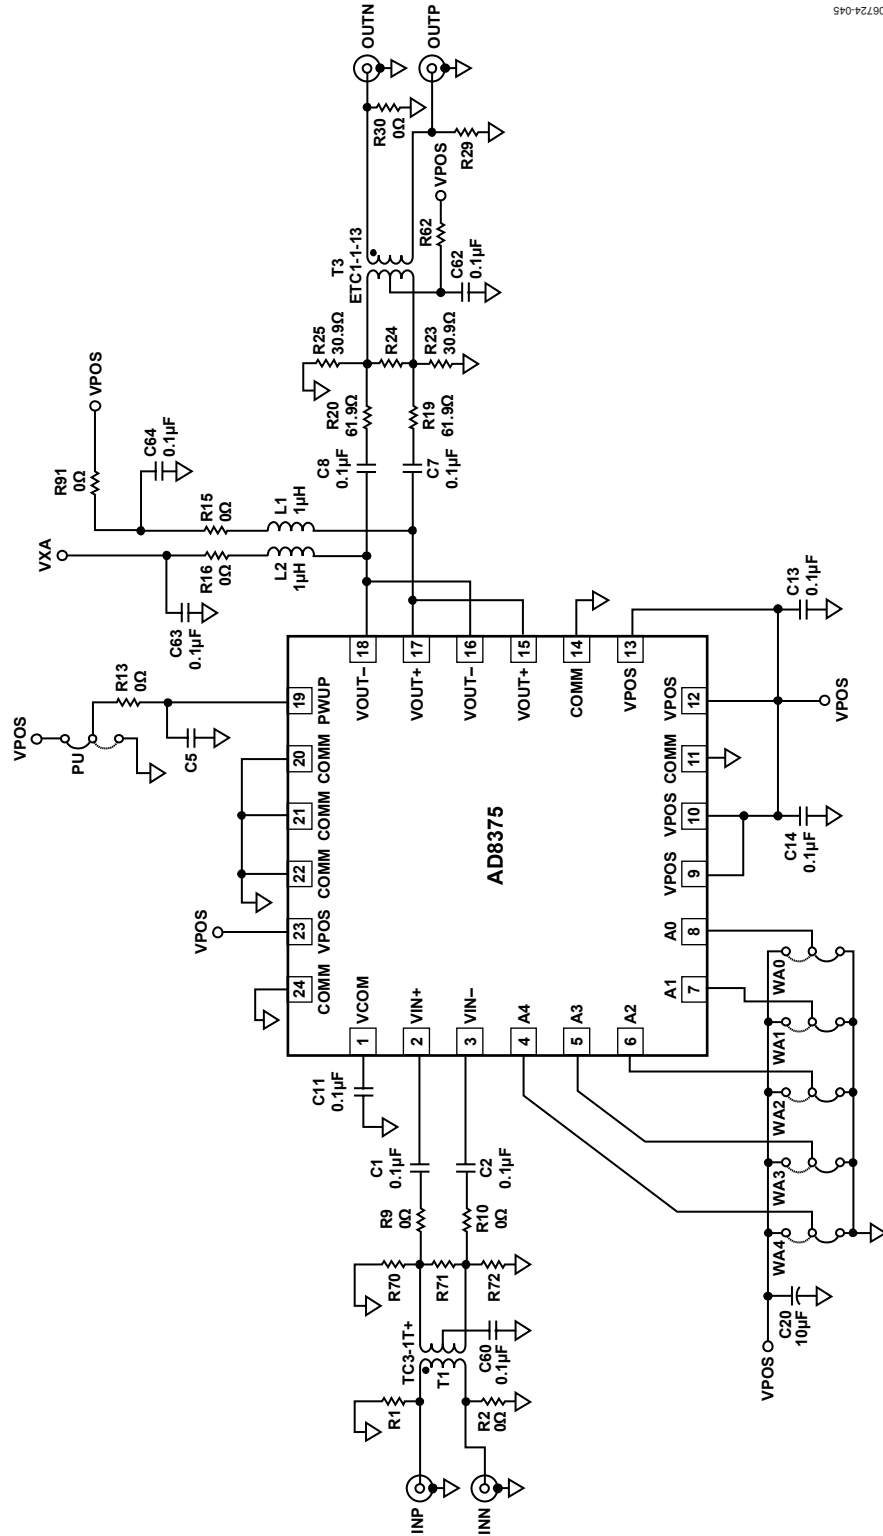 06724-045
OUTN
OUTP
R30
0Ω
R29
VPOS
R62
C62
0.1µF
T3
ETC1-1-13
R25
30.9Ω
R24
R23
30.9Ω
R20
61.9Ω
R19
61.9Ω
C8
0.1µF
C7
0.1µF
VPOS
R91
0Ω
C64
0.1µF
R15
0Ω
L1
1µH
VXA
R16
0Ω
L2
1µH
C63
0.1µF
VPOS
PU
R13
0Ω
C5
VPOS
18
VOUT−
17
VOUT+
16
VOUT−
15
VOUT+
14
COMM
13
VPOS
19
PWUP
20
COMM
21
COMM
22
COMM
23
VPOS
24
COMM
AD8375
12
VPOS
11
COMM
10
VPOS
9
VPOS
8
A0
7
A1
C13
0.1µF
VPOS
C14
0.1µF
1
VCOM
2
VIN+
3
VIN−
4
A4
5
A3
6
A2
C11
0.1µF
C1
0.1µF
C2
0.1µF
R9
0Ω
R10
0Ω
R70
R71
R72
TC3-1T+
T1
C60
0.1µF
R1
R2
0Ω
INP
INN
WA0
WA1
WA2
WA3
WA4
C20
10µF
VPOS